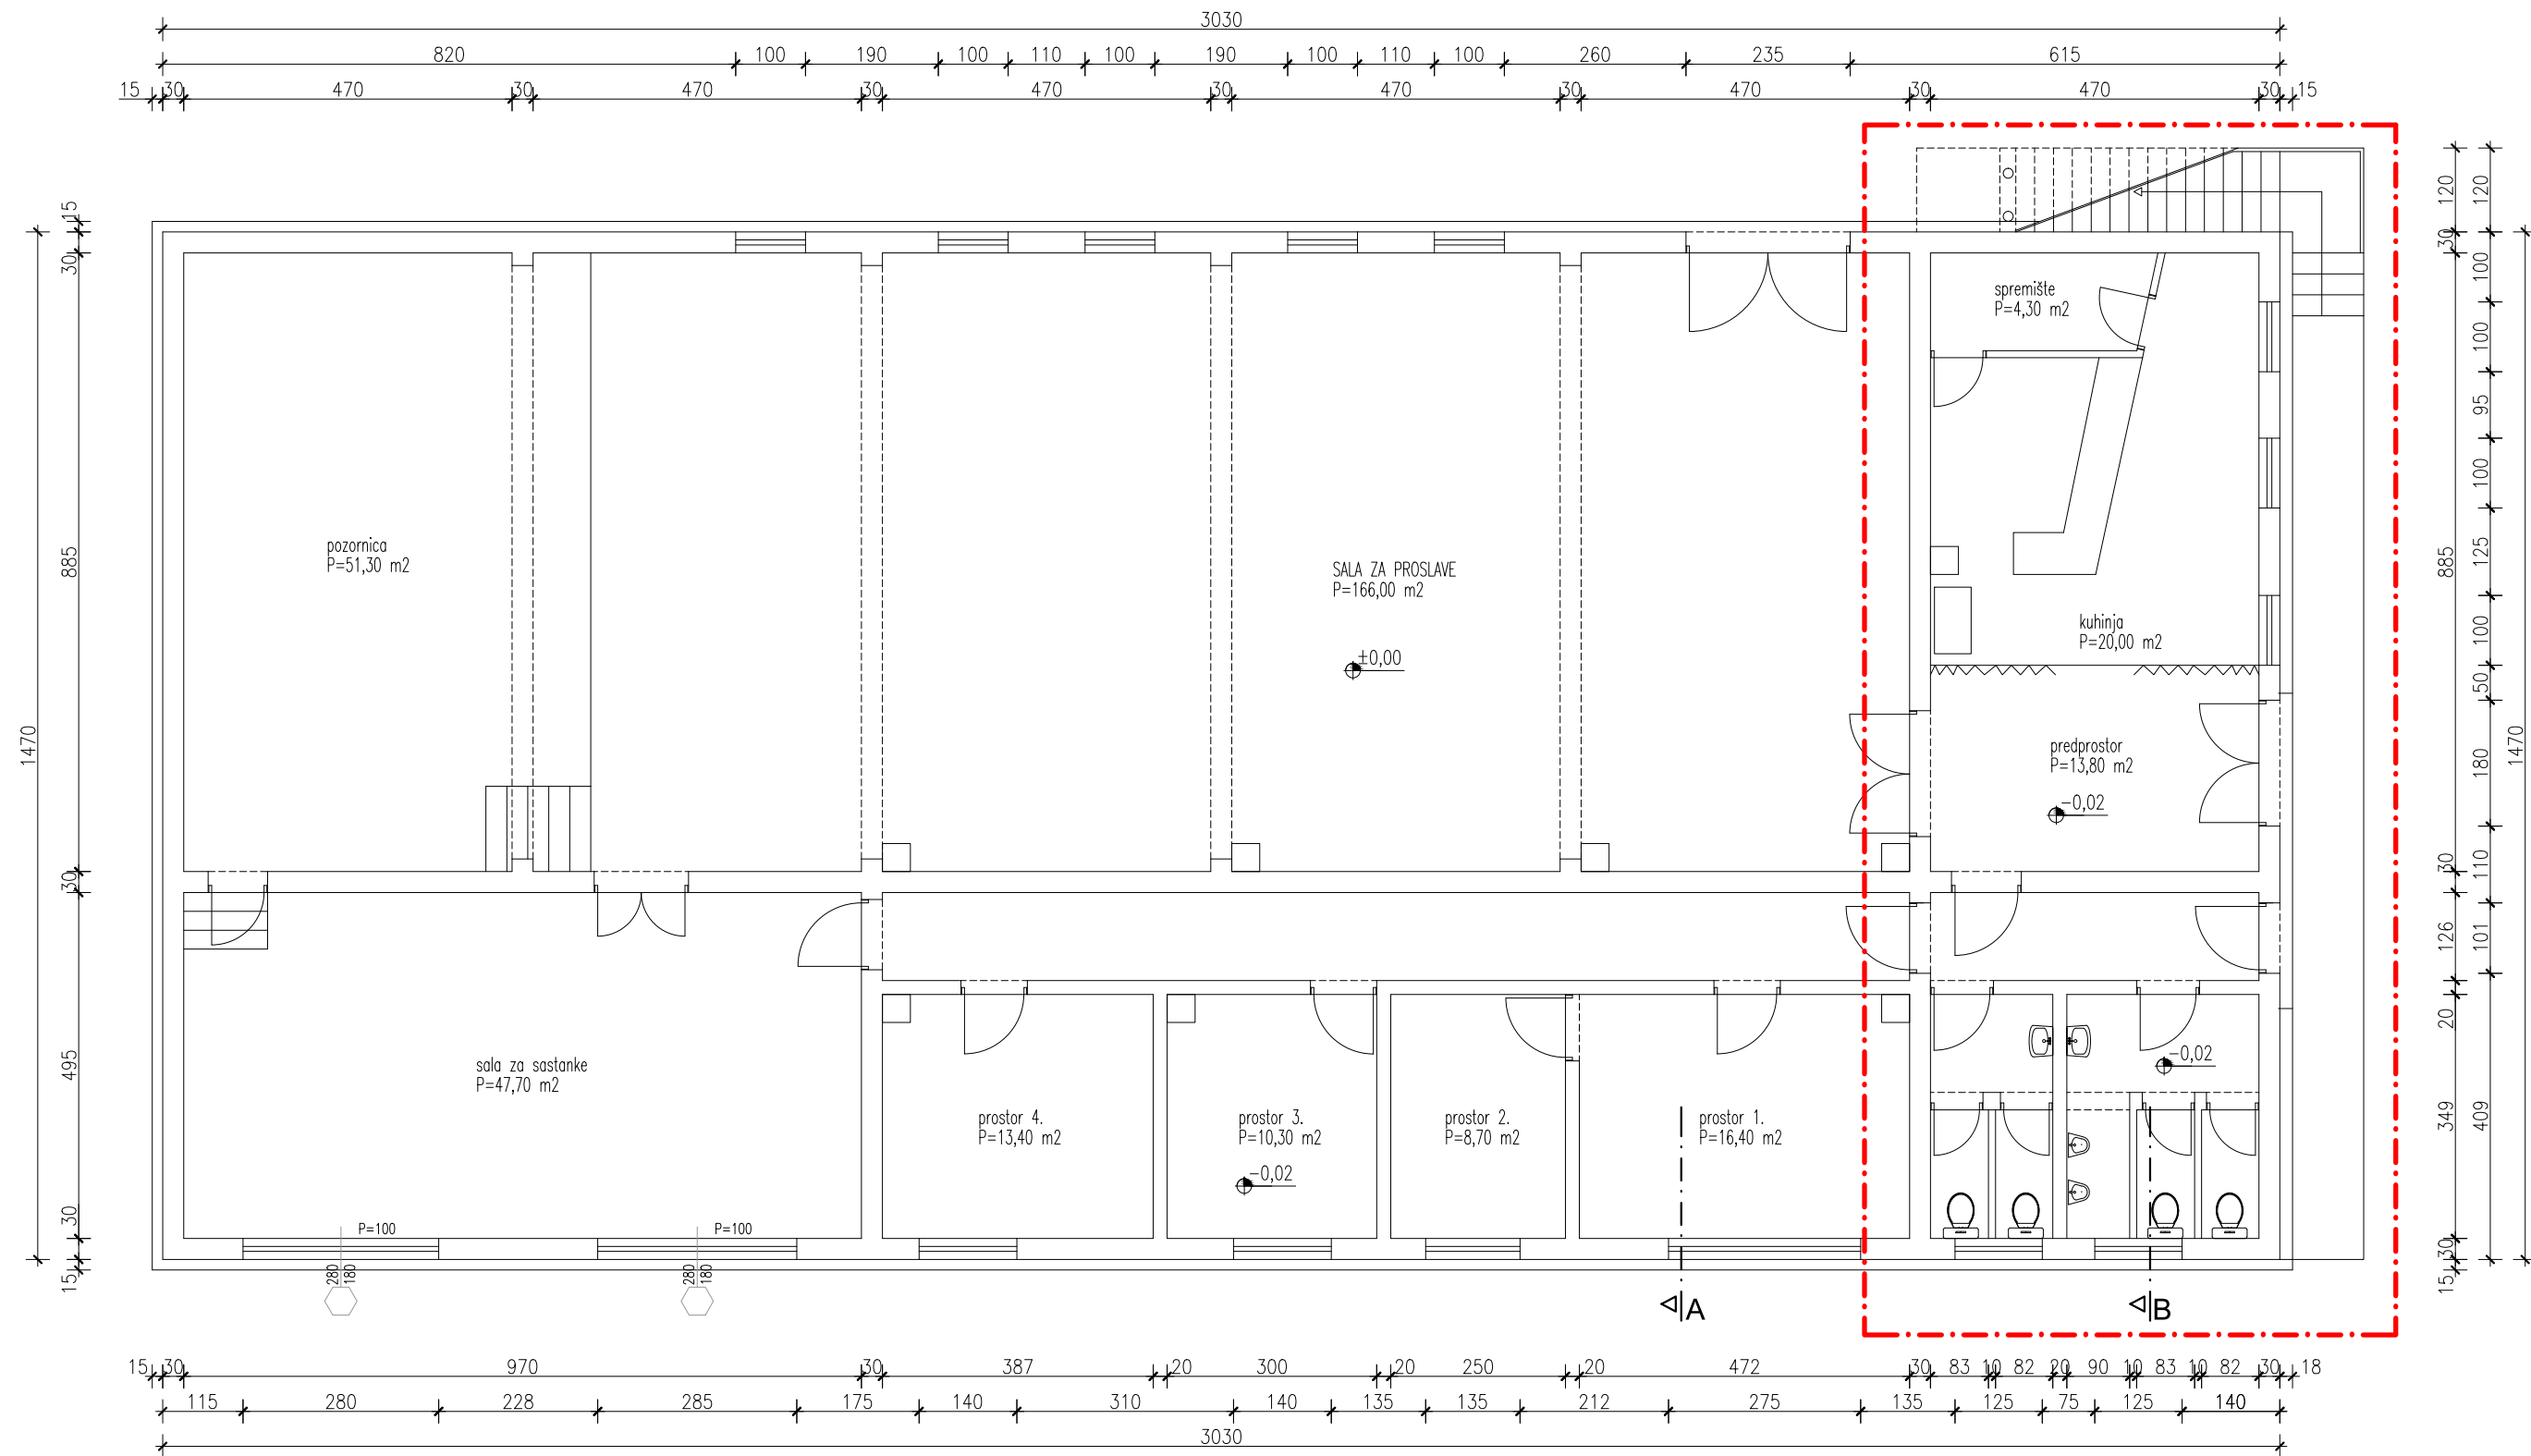 3030
820 100 190 100 110 100 190 100 110 100 260 235 615
15 30 470 30 470 30 470 30 470 30 470 30 470 30 15
15
30
885
30
495
30
15
1470
120
30
885
30
126
20
349
30
15
120
100
100
95
100
125
100
50
180
110
101
409
1470
spremište
P=4,30 m2
pozornica
P=51,30 m2
SALA ZA PROSLAVE
P=166,00 m2
±0,00
kuhinja
P=20,00 m2
predprostor
P=13,80 m2
-0,02
sala za sastanke
P=47,70 m2
-0,02
prostor 4.
P=13,40 m2
prostor 3.
P=10,30 m2
-0,02
prostor 2.
P=8,70 m2
prostor 1.
P=16,40 m2
P=100
P=100
280
180
280
180
A
B
15 30 970 30 387 20 300 20 250 20 472 30 83 10 82 20 90 10 83 10 82 30 18
115 280 228 285 175 140 310 140 135 135 212 275 135 125 75 125 140
3030